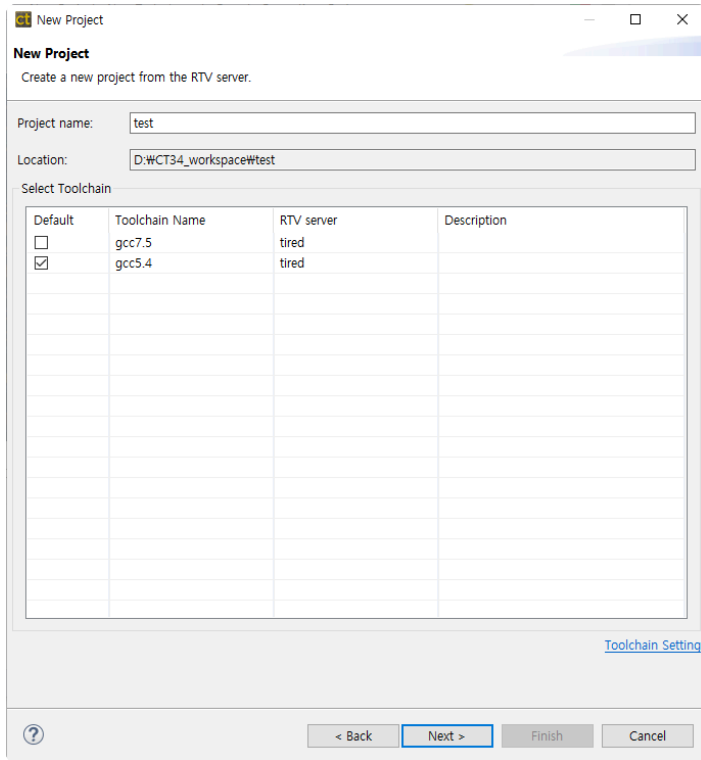 ct New Project
New Project
Create a new project from the RTV server.
Project name: test
Location: D:₩CT34_workspace₩test
Select Toolchain
Default Toolchain Name RTV server Description
gcc7.5 tired
gcc5.4 tired
Toolchain Setting
? < Back Next > Finish Cancel